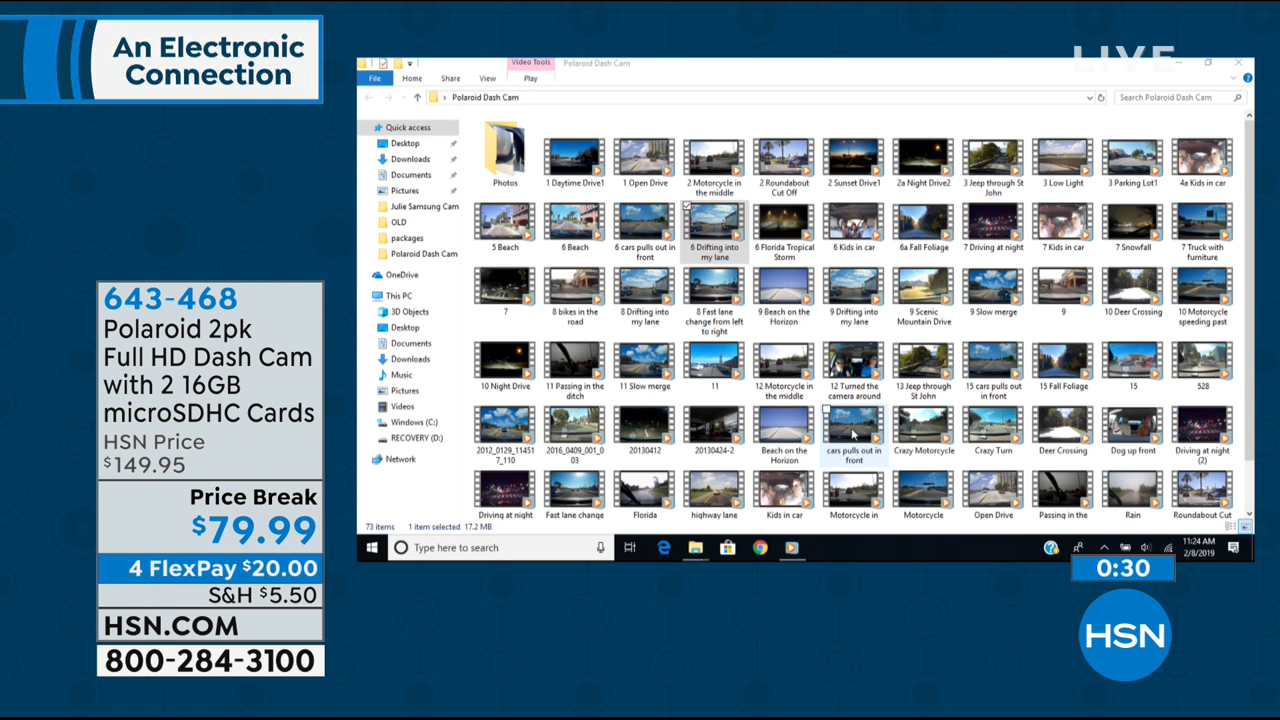 An Electronic
Connection
LIVE
Video Tools
Polaroid Dash Cam
File
Home
Share
View
Play
Polaroid Dash Cam
Search Polaroid Dash Cam
Quick access
Desktop
Downloads
Documents
Pictures
Julie Samsung Cam
OLD
packages
Polaroid Dash Cam
OneDrive
This PC
3D Objects
Desktop
Documents
Downloads
Music
Pictures
Videos
Windows (C:)
RECOVERY (D:)
Network
Photos
1 Daytime Drive1
1 Open Drive
2 Motorcycle in
the middle
2 Roundabout
Cut Off
2 Sunset Drive1
2a Night Drive2
3 Jeep through St
John
3 Low Light
3 Parking Lot1
4a Kids in car
5 Beach
6 Beach
6 cars pulls out in
front
6 Drifting into
my lane
6 Florida Tropical
Storm
6 Kids in car
6a Fall Foliage
7 Driving at night
7 Kids in car
7 Snowfall
7 Truck with
furniture
7
8 bikes in the
road
8 Drifting into
my lane
8 Fast lane
change from left
to right
9 Beach on the
Horizon
9 Drifting into
my lane
9 Scenic
Mountain Drive
9 Slow merge
9
10 Deer Crossing
10 Motorcycle
speeding past
10 Night Drive
11 Passing in the
ditch
11 Slow merge
11
12 Motorcycle in
the middle
12 Turned the
camera around
13 Jeep through
St John
15 cars pulls out
in front
15 Fall Foliage
15
528
2012_0129_11451
7_110
2016_0409_001_0
03
20130412
20130424-2
Beach on the
Horizon
cars pulls out in
front
Crazy Motorcycle
Crazy Turn
Deer Crossing
Dog up front
Driving at night
(2)
Driving at night
Fast lane change
Florida
highway lane
Kids in car
Motorcycle in
Motorcycle
Open Drive
Passing in the
Rain
Roundabout Cut
73 items
1 item selected 17.2 MB
Type here to search
11:24 AM
2/8/2019
643-468
Polaroid 2pk
Full HD Dash Cam
with 2 16GB
microSDHC Cards
HSN Price
$149.95
Price Break
$79.99
4 FlexPay $20.00
S&H $5.50
HSN.COM
800-284-3100
0:30
HSN